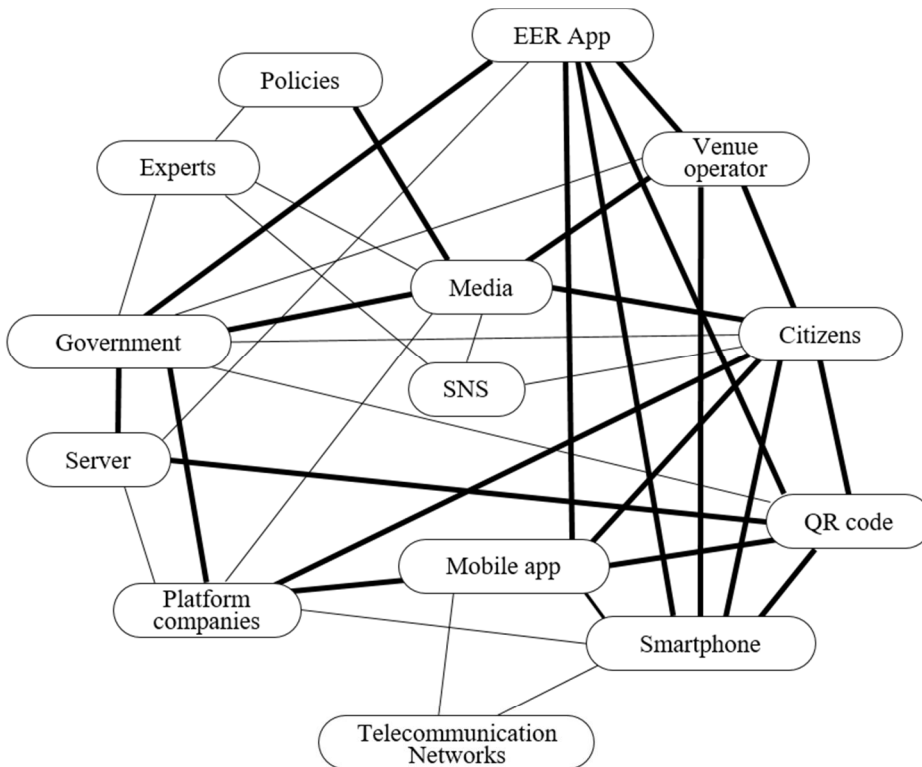 EER App
Policies
Venue
operator
Experts
Media
Government
Citizens
SNS
Server
QR code
Mobile app
Platform
companies
Smartphone
Telecommunication
Networks